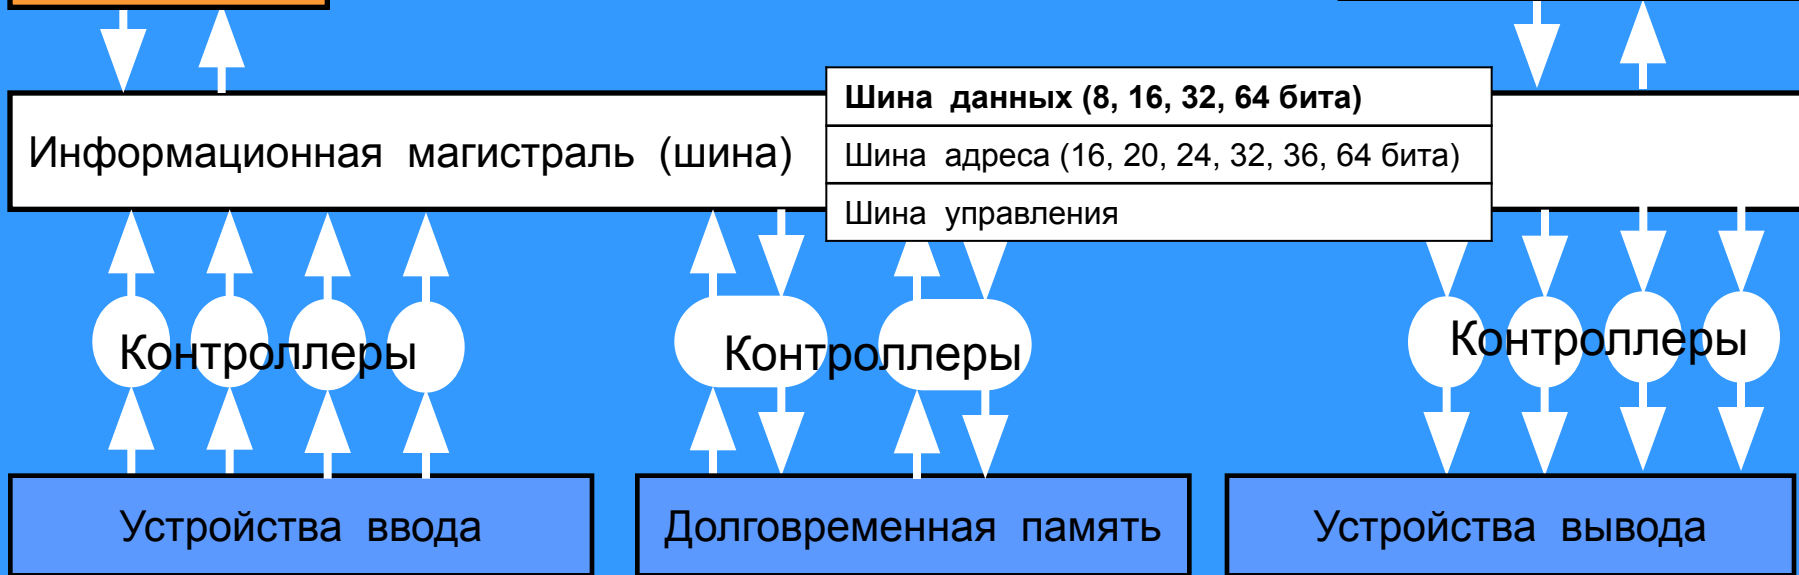 Шина данных (8, 16, 32, 64 бита)
Информационная магистраль (шина)
Шина адреса (16, 20, 24, 32, 36, 64 бита)
Шина управления
Контроллеры
Контроллеры
Контроллеры
Устройства ввода
Долговременная память
Устройства вывода